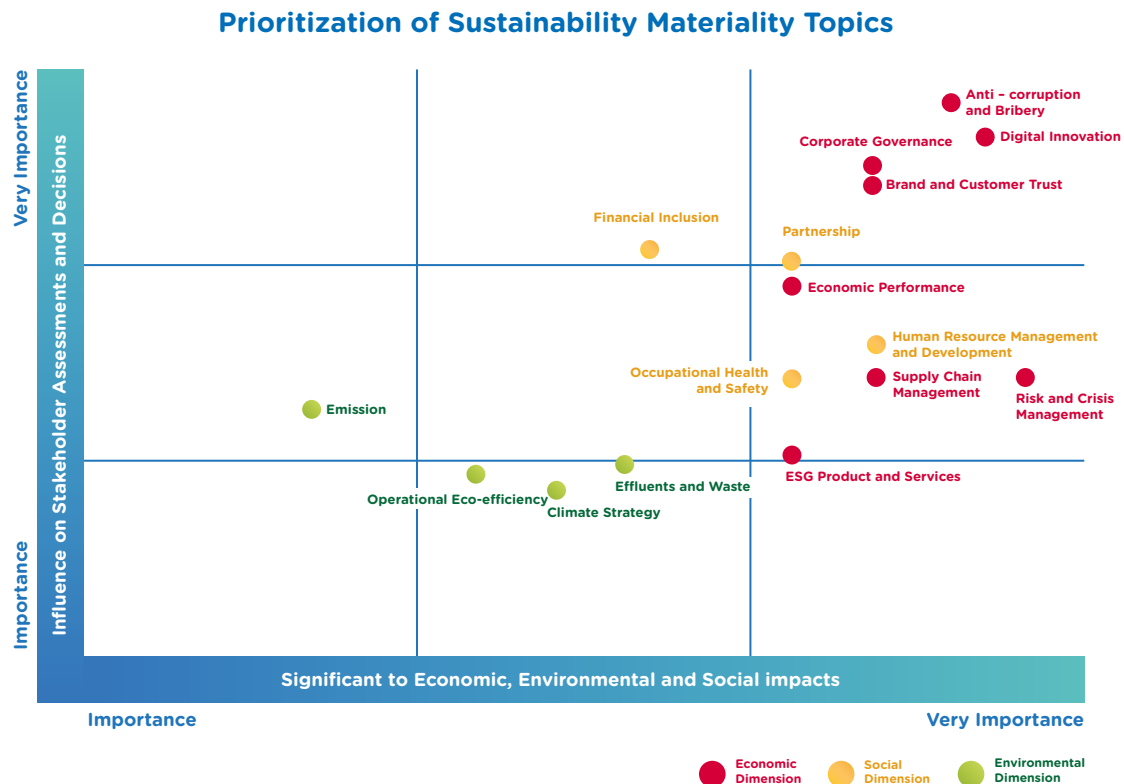 Prioritization of Sustainability Materiality Topics
Very Importance
Importance
Influence on Stakeholder Assessments and Decisions
Anti – corruption
and Bribery
Digital Innovation
Corporate Governance
Brand and Customer Trust
Financial Inclusion
Partnership
Economic Performance
Human Resource Management
and Development
Occupational Health
and Safety
Supply Chain
Management
Risk and Crisis
Management
Emission
ESG Product and Services
Effluents and Waste
Operational Eco-efficiency
Climate Strategy
Significant to Economic, Environmental and Social impacts
Importance
Very Importance
Economic
Dimension
Social
Dimension
Environmental
Dimension